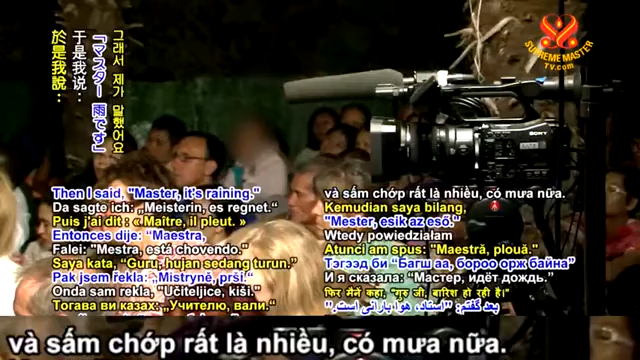 그래서 제가 말했어요
「マスター 雨です」
于是我说…
於是我說…
SUPREME MASTER
TV.com
SONY
Then I said, "Master, it's raining."
Da sagte ich: „Meisterin, es regnet.“
Puis j'ai dit : « Maître, il pleut. »
Entonces dije: “Maestra,
Falei: "Mestra, está chovendo."
Saya kata, “Guru, hujan sedang turun.”
Pak jsem řekla: „Mistryně, prší.“
Onda sam rekla, "Učiteljice, kiši."
Тогава ви казах: „Учителю, вали.“
và sấm chớp rất là nhiều, có mưa nữa.
Kemudian saya bilang,
"Mester, esik az eső."
Wtedy powiedziałam
Atunci am spus: "Maestră, plouă."
Тэгээд би “Багш аа, бороо орж байна”
И я сказала: “Мастер, идёт дождь.”
फिर मैंने कहा, "गुरु जी, बारिश हो रही है।"
بعد گفتم: "استاد، هوا بارانی است."
và sấm chớp rất là nhiều, có mưa nữa.